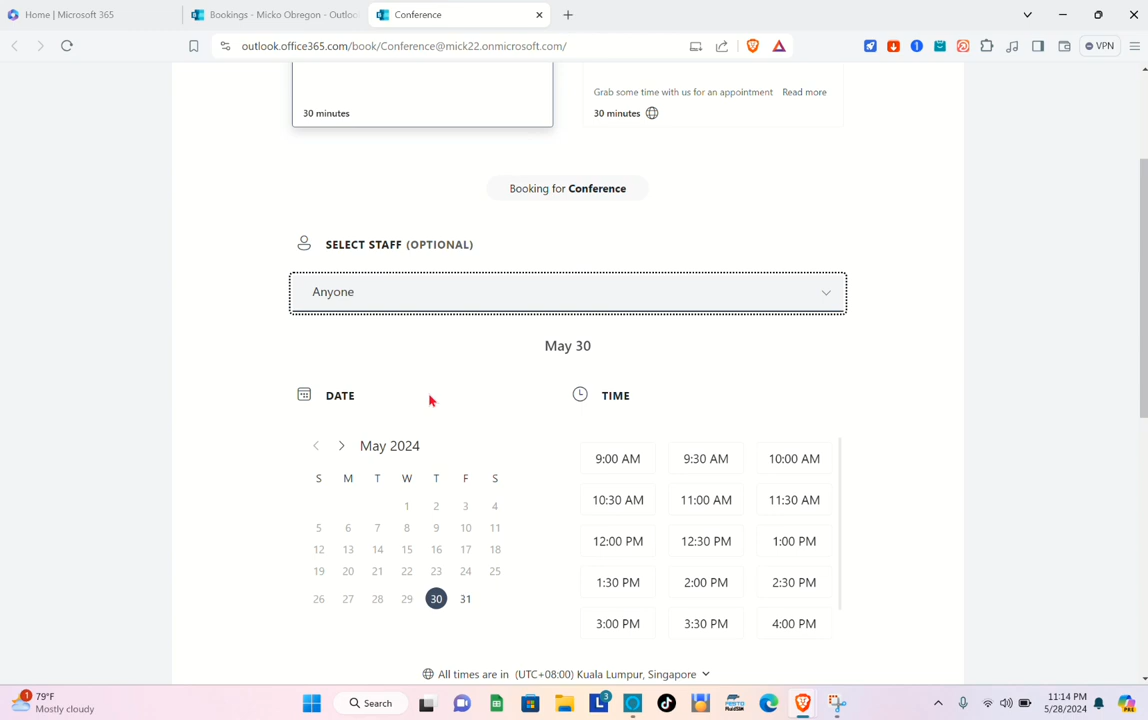 Home | Microsoft 365
Bookings - Micko Obregon - Outloo
Conference
outlook.office365.com/book/Conference@mick22.onmicrosoft.com/
VPN
Grab some time with us for an appointment Read more
30 minutes
30 minutes
Booking for Conference
SELECT STAFF (OPTIONAL)
Anyone
May 30
DATE
TIME
May 2024
S M T W T F S
1 2 3 4
5 6 7 8 9 10 11
12 13 14 15 16 17 18
19 20 21 22 23 24 25
26 27 28 29 30 31
9:00 AM 9:30 AM 10:00 AM
10:30 AM 11:00 AM 11:30 AM
12:00 PM 12:30 PM 1:00 PM
1:30 PM 2:00 PM 2:30 PM
3:00 PM 3:30 PM 4:00 PM
All times are in (UTC+08:00) Kuala Lumpur, Singapore
1
79°F
Mostly cloudy
Search
3
11:14 PM
5/28/2024
PRE